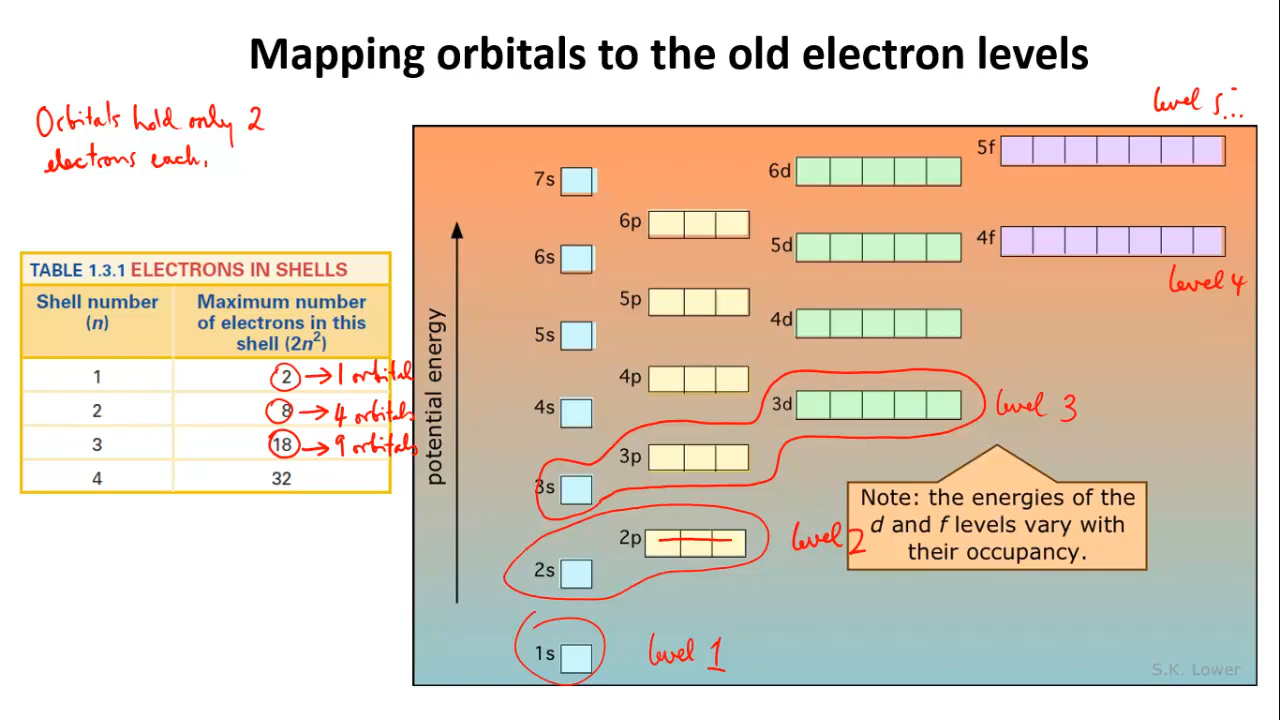 Mapping orbitals to the old electron levels
Orbitals hold only 2
electrons each.
level 5...
TABLE 1.3.1 ELECTRONS IN SHELLS
Shell number
(n)
Maximum number
of electrons in this
shell (2n²)
1 2 → 1 orbital
2 8 → 4 orbitals
3 18 → 9 orbitals
4 32
potential energy
7s
6s
5s
4s
3s
2s
1s
6p
5p
4p
3p
2p
6d
5d
4d
3d
5f
4f
level 4
level 3
level 2
level 1
Note: the energies of the
d and f levels vary with
their occupancy.
S.K. Lower